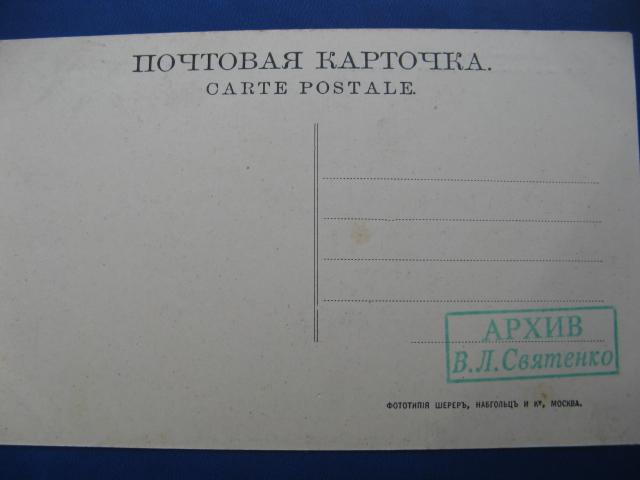 ПОЧТОВАЯ КАРТОЧКА.
CARTE POSTALE.
АРХИВ
В.Л.Святенко
ФОТОТИПІЯ ШЕРЕРЪ, НАБГОЛЬЦЪ И Кº, МОСКВА.